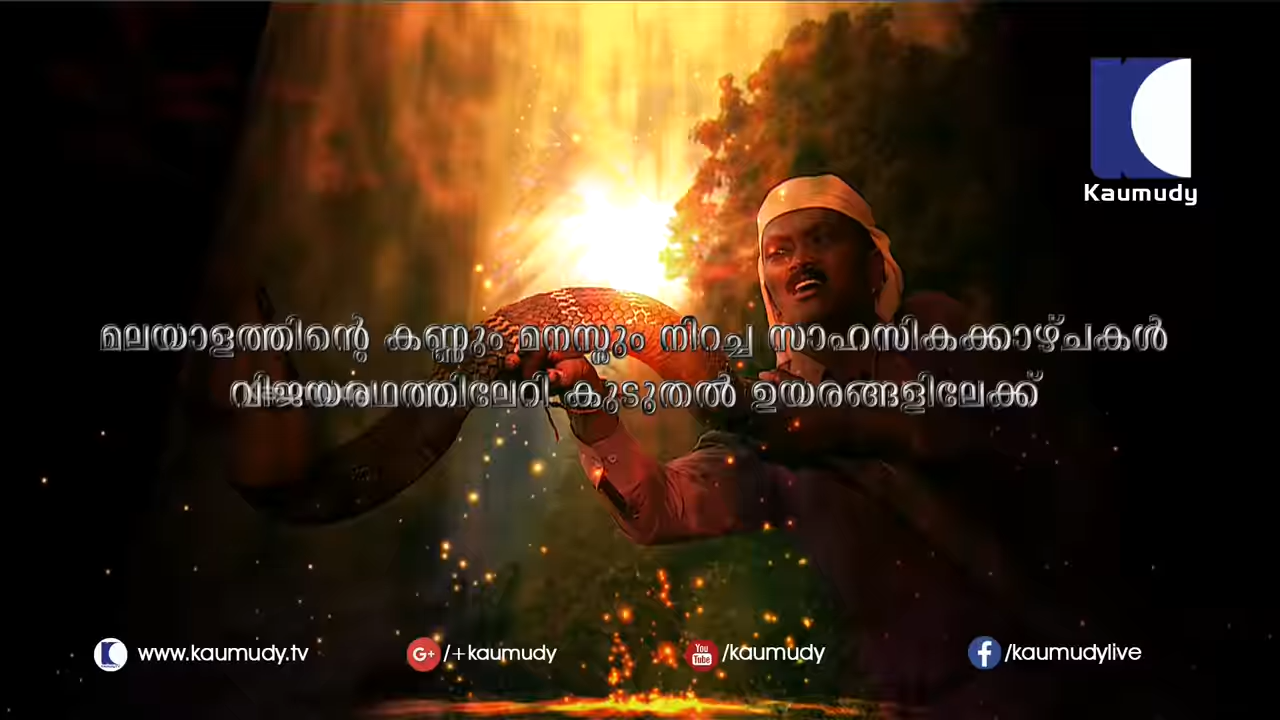 Kaumudy
മലയാളത്തിന്റെ കണ്ണും മനസ്സും നിറച്ച സാഹസികക്കാഴ്ചകൾ
വിജയരഥത്തിലേറി കൂടുതൽ ഉയരങ്ങളിലേക്ക്
www.kaumudy.tv
G+ /+kaumudy
You Tube /kaumudy
f /kaumudylive